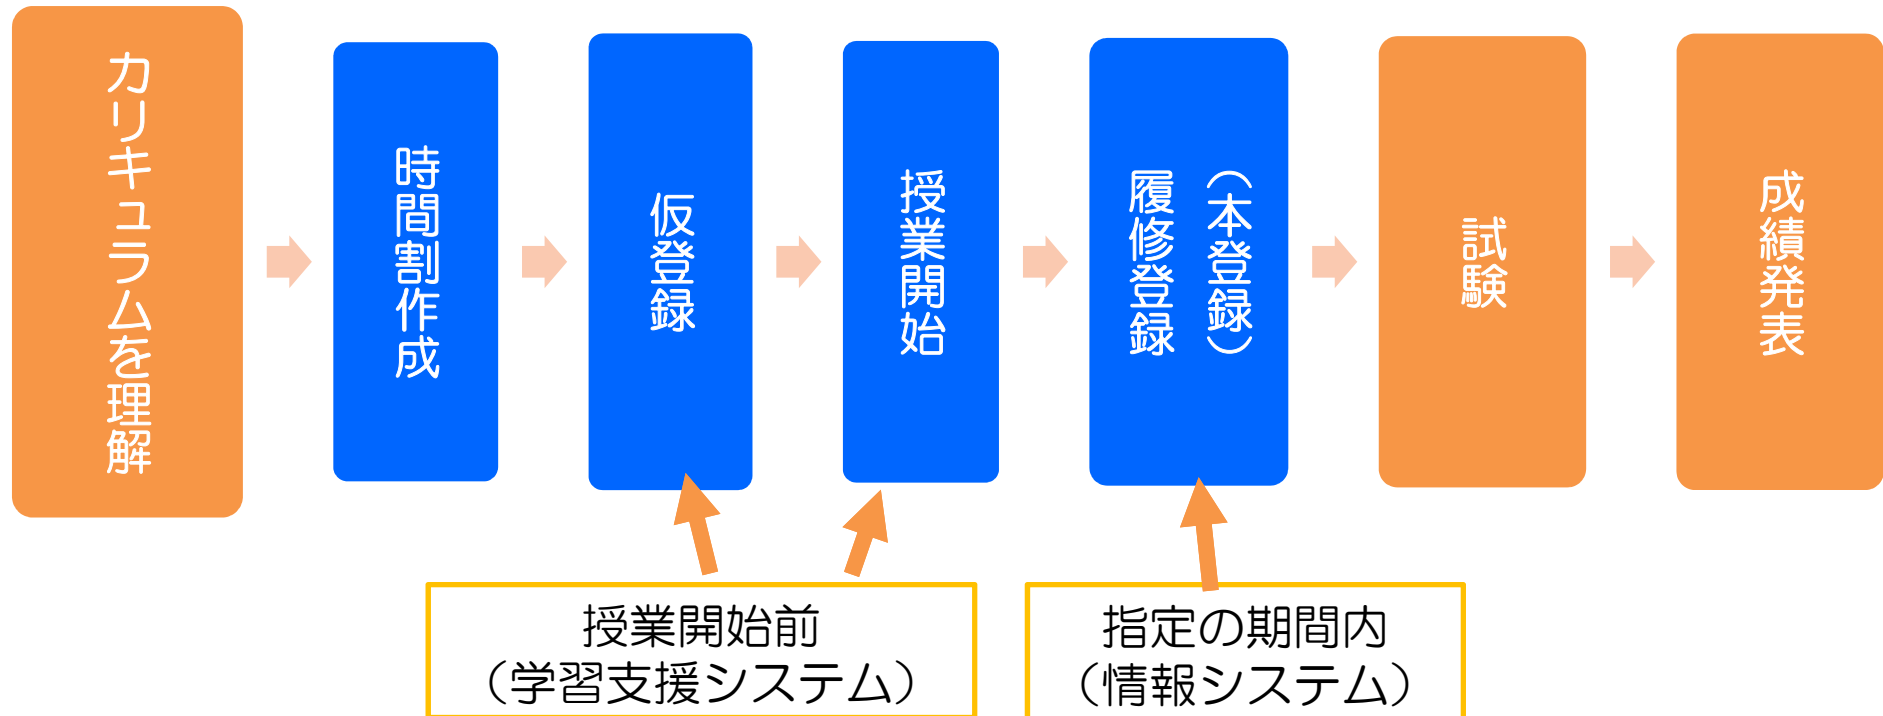 カリキュラムを理解
時間割作成
仮登録
授業開始
履修登録
（本登録）
試験
成績発表
授業開始前
（学習支援システム）
指定の期間内
（情報システム）